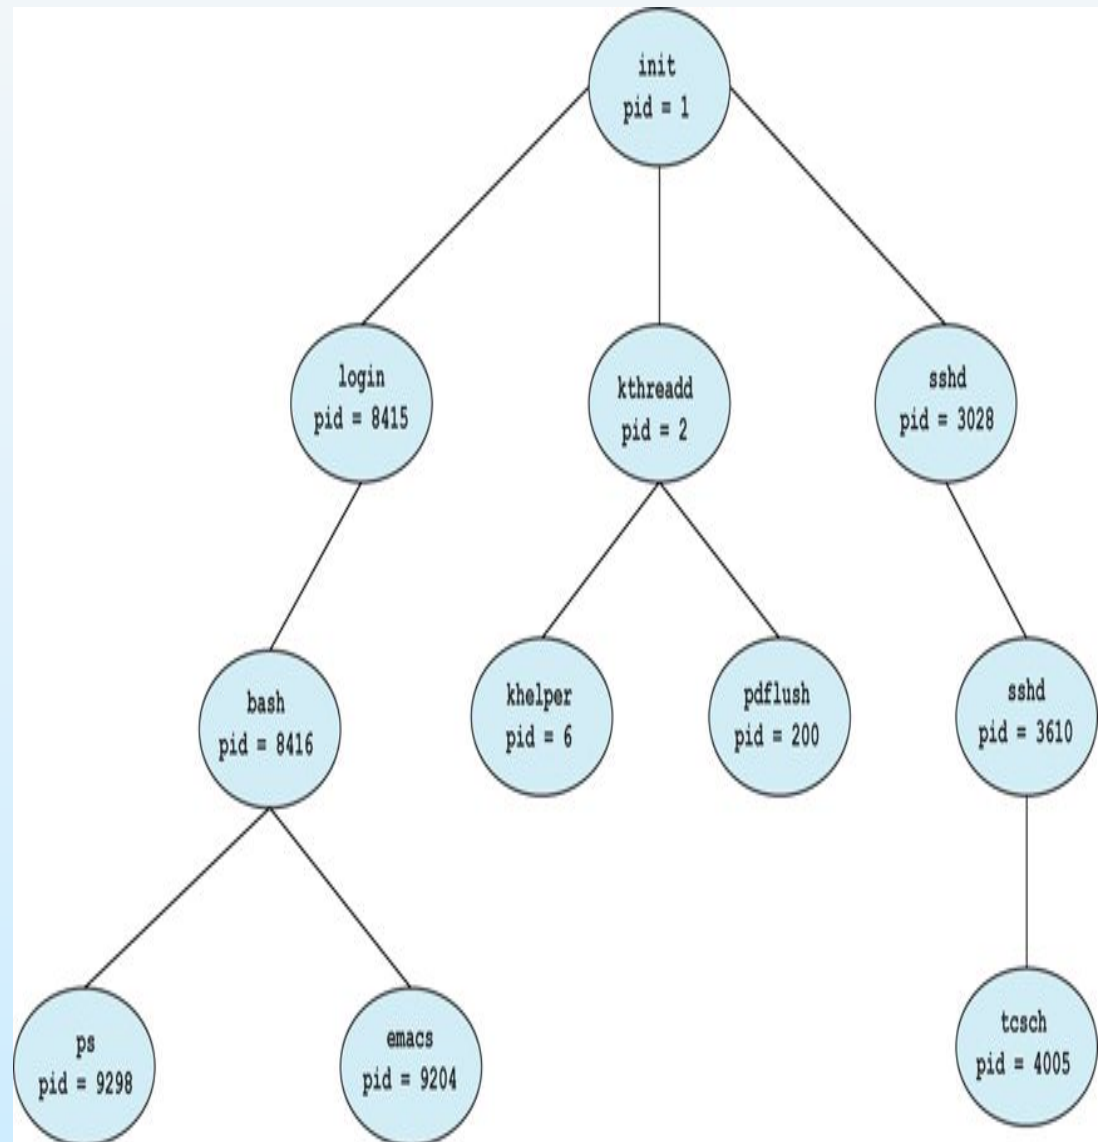 init
pid = 1
login
pid = 8415
kthreadd
pid = 2
sshd
pid = 3028
bash
pid = 8416
khelper
pid = 6
pdflush
pid = 200
sshd
pid = 3610
ps
pid = 9298
emacs
pid = 9204
tcsch
pid = 4005